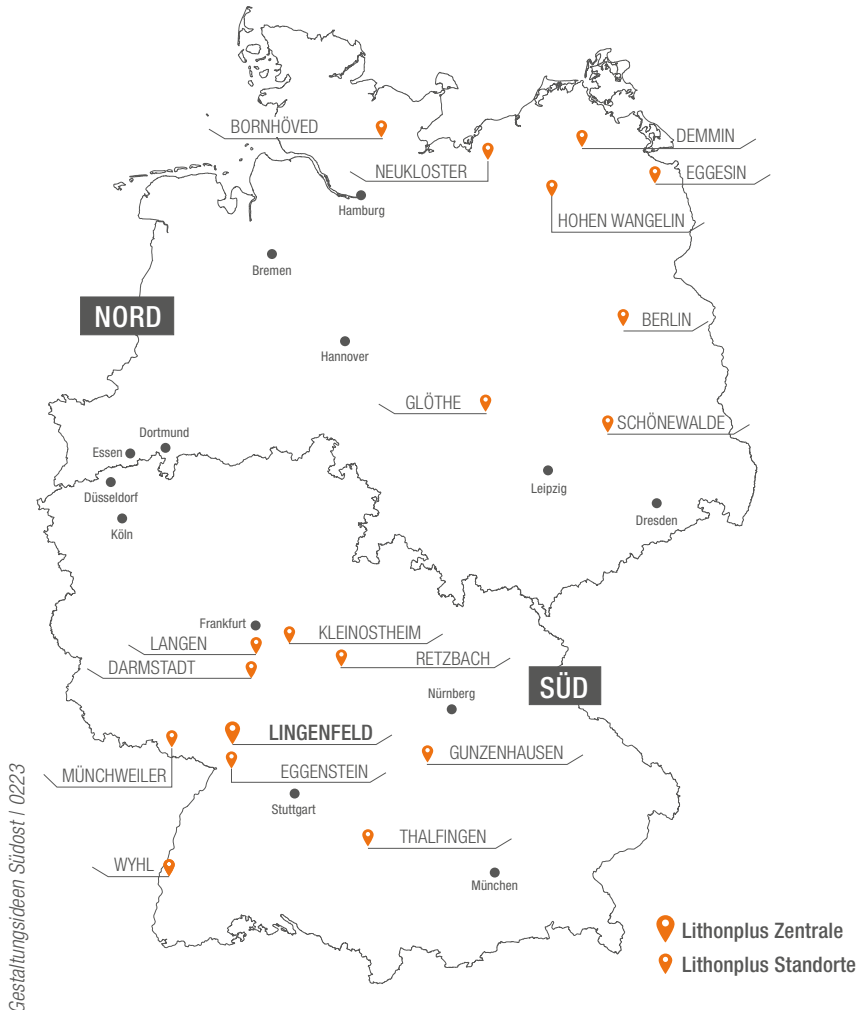 BORNHÖVED
DEMMIN
NEUKLOSTER
EGGESIN
Hamburg
HOHEN WANGELIN
Bremen
NORD
BERLIN
Hannover
GLÖTHE
SCHÖNEWALDE
Dortmund
Essen
Düsseldorf
Leipzig
Köln
Dresden
Frankfurt
KLEINOSTHEIM
LANGEN
RETZBACH
DARMSTADT
SÜD
Nürnberg
LINGENFELD
GUNZENHAUSEN
MÜNCHWEILER
EGGENSTEIN
Stuttgart
THALFINGEN
WYHL
München
Lithonplus Zentrale
Lithonplus Standorte
Gestaltungsideen Südost | 0223